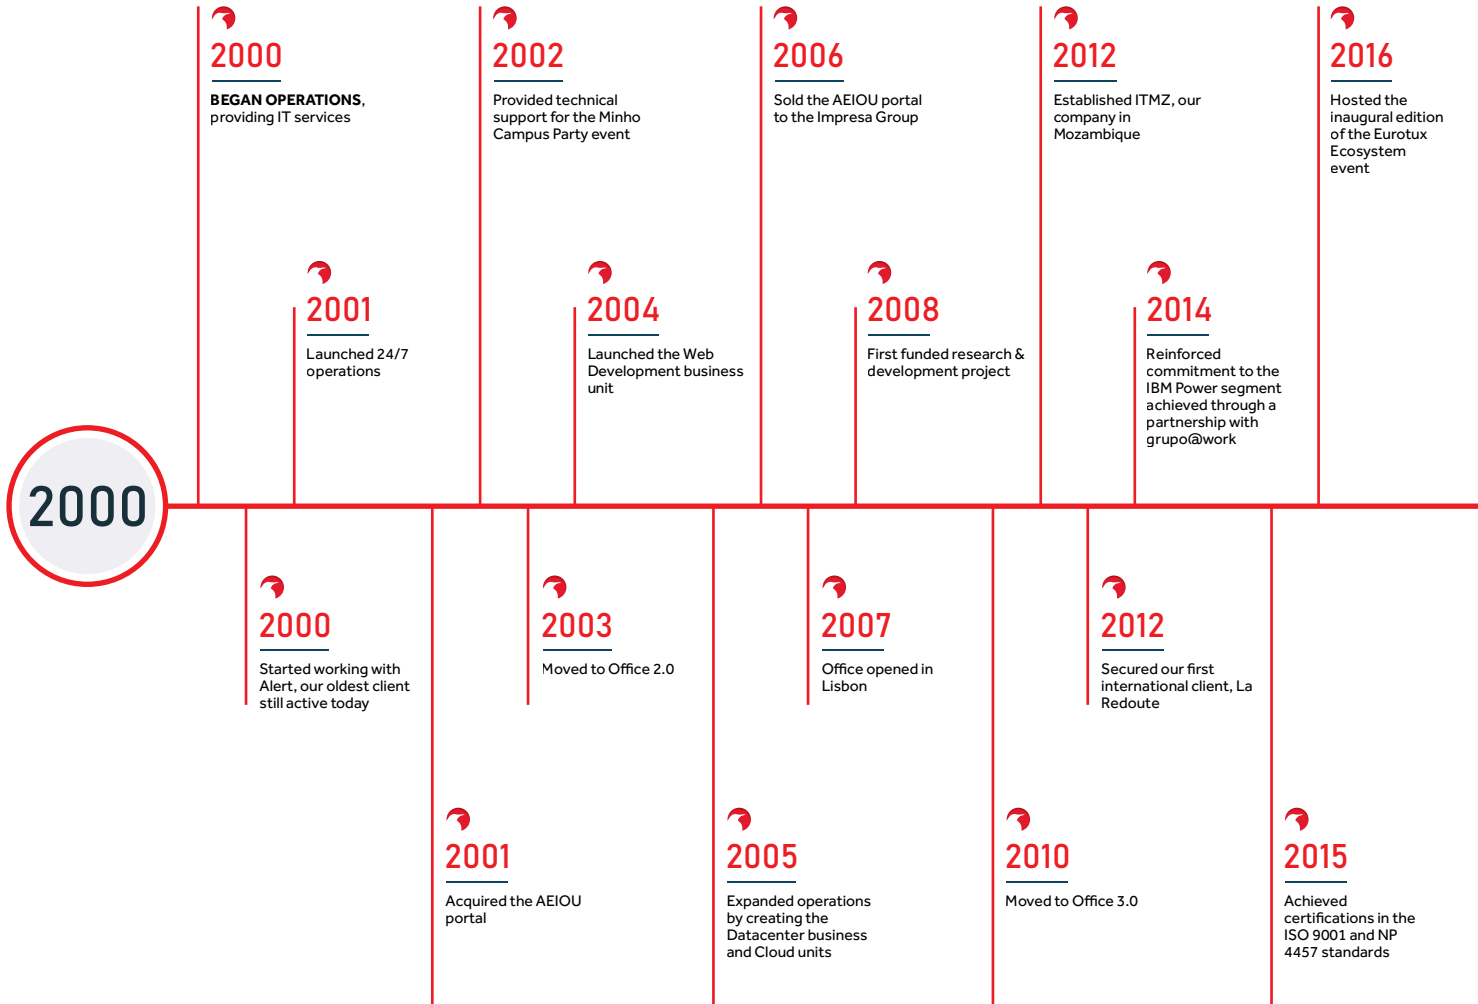 2000
2000
BEGAN OPERATIONS,
providing IT services
2000
Started working with
Alert, our oldest client
still active today
2001
Launched 24/7
operations
2001
Acquired the AEIOU
portal
2002
Provided technical
support for the Minho
Campus Party event
2003
Moved to Office 2.0
2004
Launched the Web
Development business
unit
2005
Expanded operations
by creating the
Datacenter business
and Cloud units
2006
Sold the AEIOU portal
to the Impresa Group
2007
Office opened in
Lisbon
2008
First funded research &
development project
2010
Moved to Office 3.0
2012
Established ITMZ, our
company in
Mozambique
2012
Secured our first
international client, La
Redoute
2014
Reinforced
commitment to the
IBM Power segment
achieved through a
partnership with
grupo@work
2015
Achieved
certifications in the
ISO 9001 and NP
4457 standards
2016
Hosted the
inaugural edition
of the Eurotux
Ecosystem
event